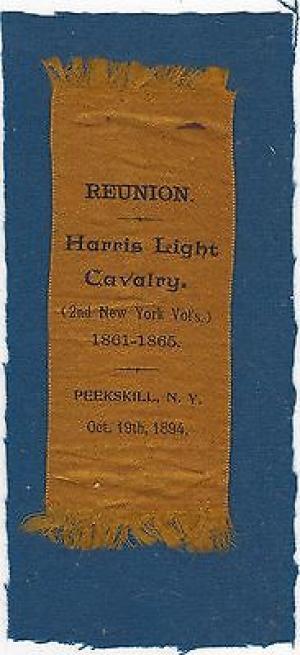 REUNION.
Harris Light
Cavalry.
(2nd New York Vol's.)
1861-1865.
PEEKSKILL, N. Y.
Oct. 19th, 1894.